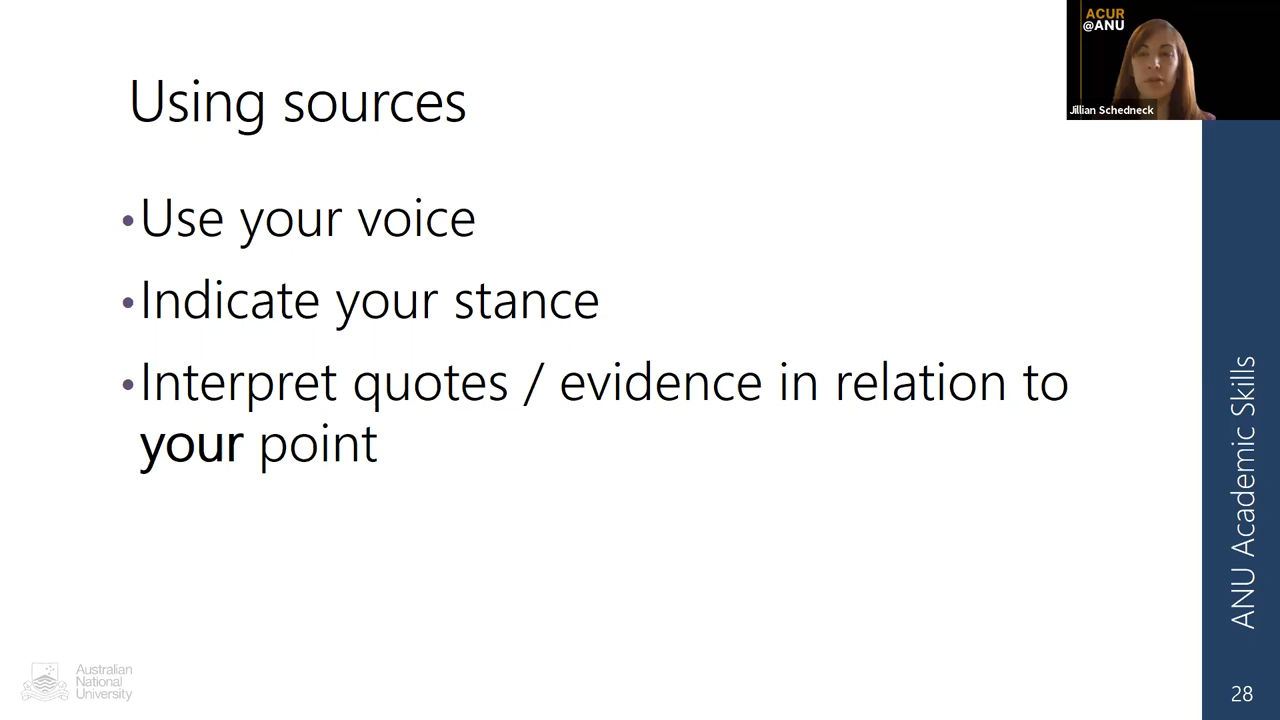 ACUR
@ANU
Jillian Schedneck
Using sources
•Use your voice
•Indicate your stance
•Interpret quotes / evidence in relation to
your point
ANU Academic Skills
Australian
National
University
28